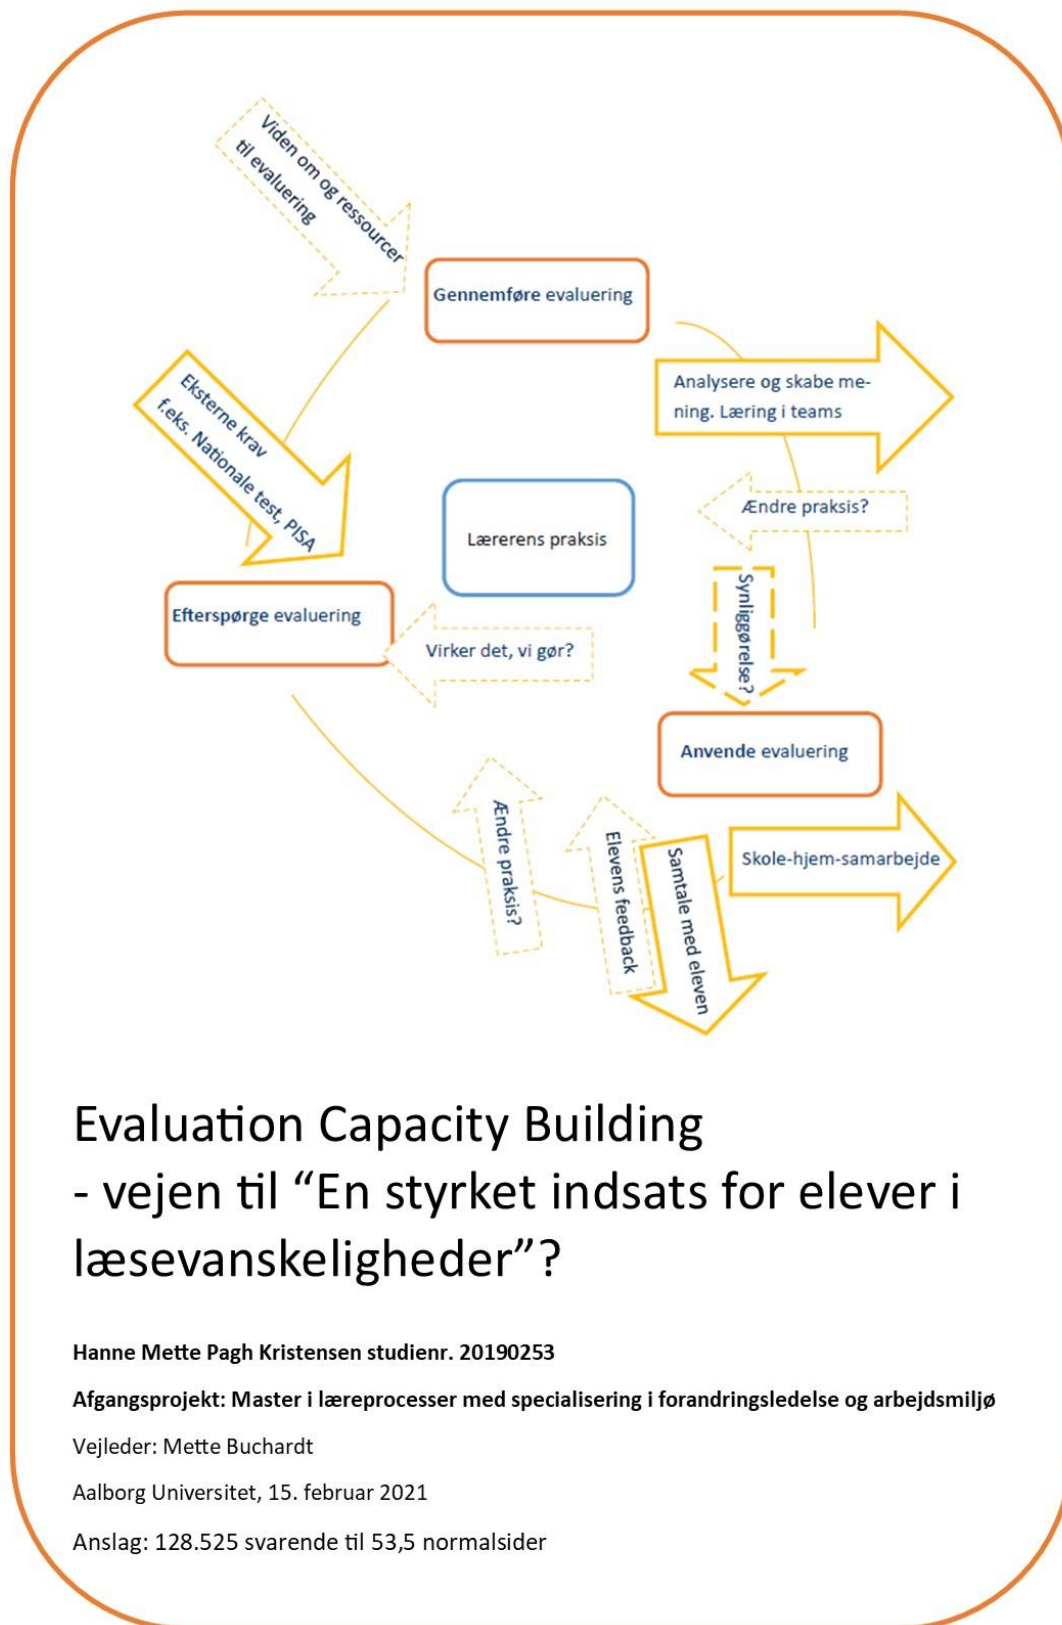 Viden om og ressourcer
til evaluering
Gennemføre evaluering
Eksterne krav
f.eks. Nationale test, PISA
Analysere og skabe me-
ning. Læring i teams
Ændre praksis?
Lærerens praksis
Synliggørelse?
Efterspørge evaluering
Virker det, vi gør?
Anvende evaluering
Ændre praksis?
Elevens feedback
Samtale med eleven
Skole-hjem-samarbejde
Evaluation Capacity Building
- vejen til “En styrket indsats for elever i
læsevanskeligheder”?
Hanne Mette Pagh Kristensen studienr. 20190253
Afgangsprojekt: Master i læreprocesser med specialisering i forandringsledelse og arbejdsmiljø
Vejleder: Mette Buchardt
Aalborg Universitet, 15. februar 2021
Anslag: 128.525 svarende til 53,5 normalsider